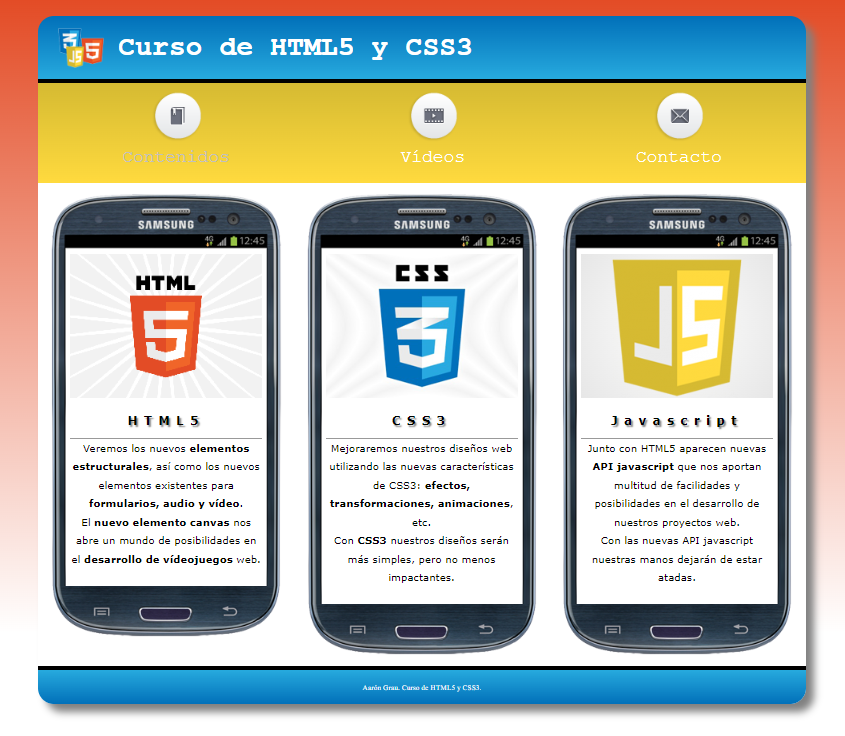 Curso de HTML5 y CSS3
Contenidos
Vídeos
Contacto
SAMSUNG
4G 12:45
HTML
5
HTML5
Veremos los nuevos elementos
estructurales, así como los nuevos
elementos existentes para
formularios, audio y vídeo.
El nuevo elemento canvas nos
abre un mundo de posibilidades en
el desarrollo de vídeojuegos web.
SAMSUNG
4G 12:45
CSS
3
CSS3
Mejoraremos nuestros diseños web
utilizando las nuevas características
de CSS3: efectos,
transformaciones, animaciones,
etc.
Con CSS3 nuestros diseños serán
más simples, pero no menos
impactantes.
SAMSUNG
4G 12:45
JS
Javascript
Junto con HTML5 aparecen nuevas
API javascript que nos aportan
multitud de facilidades y
posibilidades en el desarrollo de
nuestros proyectos web.
Con las nuevas API javascript
nuestras manos dejarán de estar
atadas.
Aarón Grau. Curso de HTML5 y CSS3.